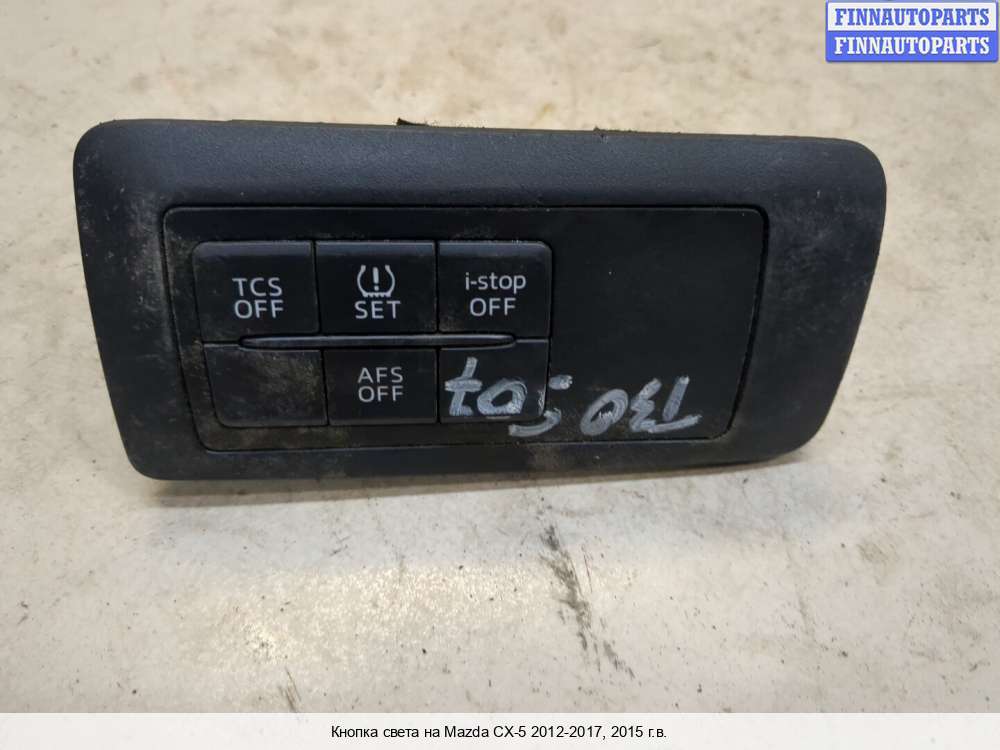 FINNAUTOPARTS
FINNAUTOPARTS
TCS
OFF
SET
i-stop
OFF
AFS
OFF
Кнопка света на Mazda CX-5 2012-2017, 2015 г.в.